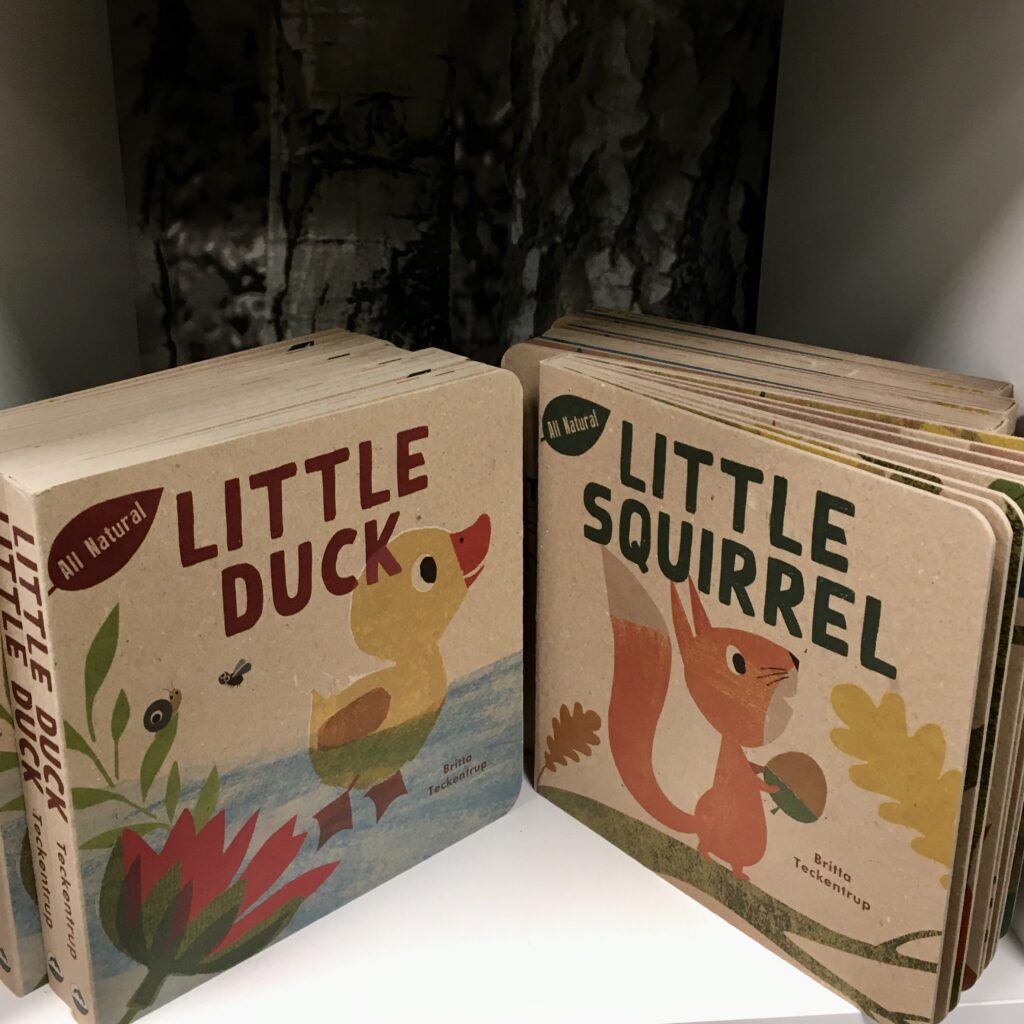 All Natural
LITTLE
DUCK
Britta
Teckentrup
LITTLE DUCK Teckentrup
LITTLE DUCK Teckentrup
All Natural
LITTLE
SQUIRREL
Britta
Teckentrup